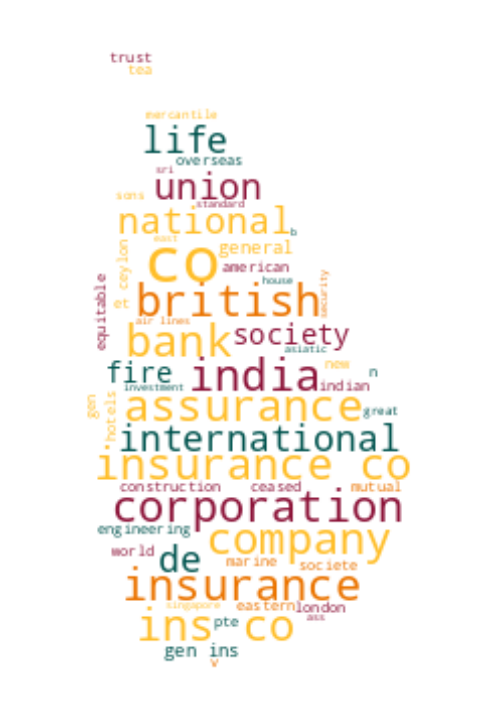 trust
tea
mercantile
life
overseas
sri
union
sons
standard
national
b
east
general
co
ceylon
american
house
equitable
et
british
security
air lines
society
bank
asiatic
fire
india
new
n
investment
indian
gen
hotels
assurance
great
international
insurance co
construction ceased mutual
corporation
engineering
company
world
de
marine
societe
insurance
singapore
eastern
london
ass
ins
pte
co
gen ins
v